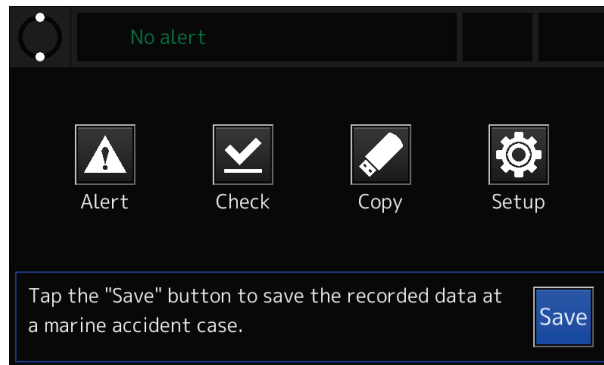 No alert
Alert
Check
Copy
Setup
Tap the "Save" button to save the recorded data at
a marine accident case.
Save